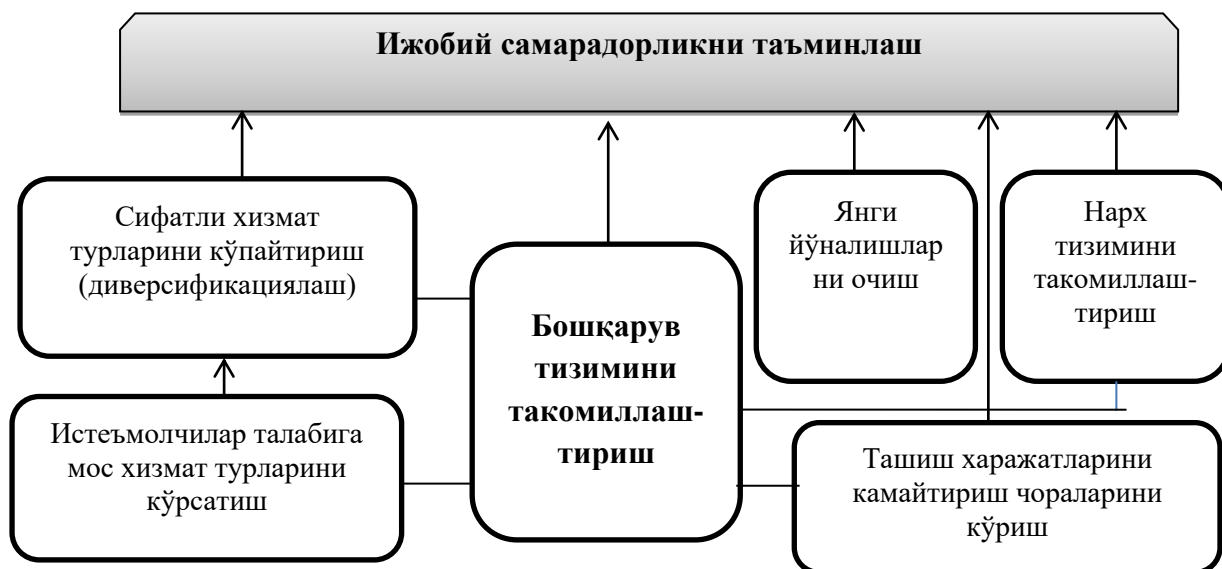 Ижобий самарадорликни таъминлаш
Сифатли хизмат
турларини кўпайтириш
(диверсификациялаш)
Янги
йўналишлар
ни очиш
Нарх
тизимини
такомиллаш-
тириш
Бошқарув
тизимини
такомиллаш-
тириш
Истеъмолчилар талабига
мос хизмат турларини
кўрсатиш
Ташиш харажатларини
камайтириш чораларини
кўриш